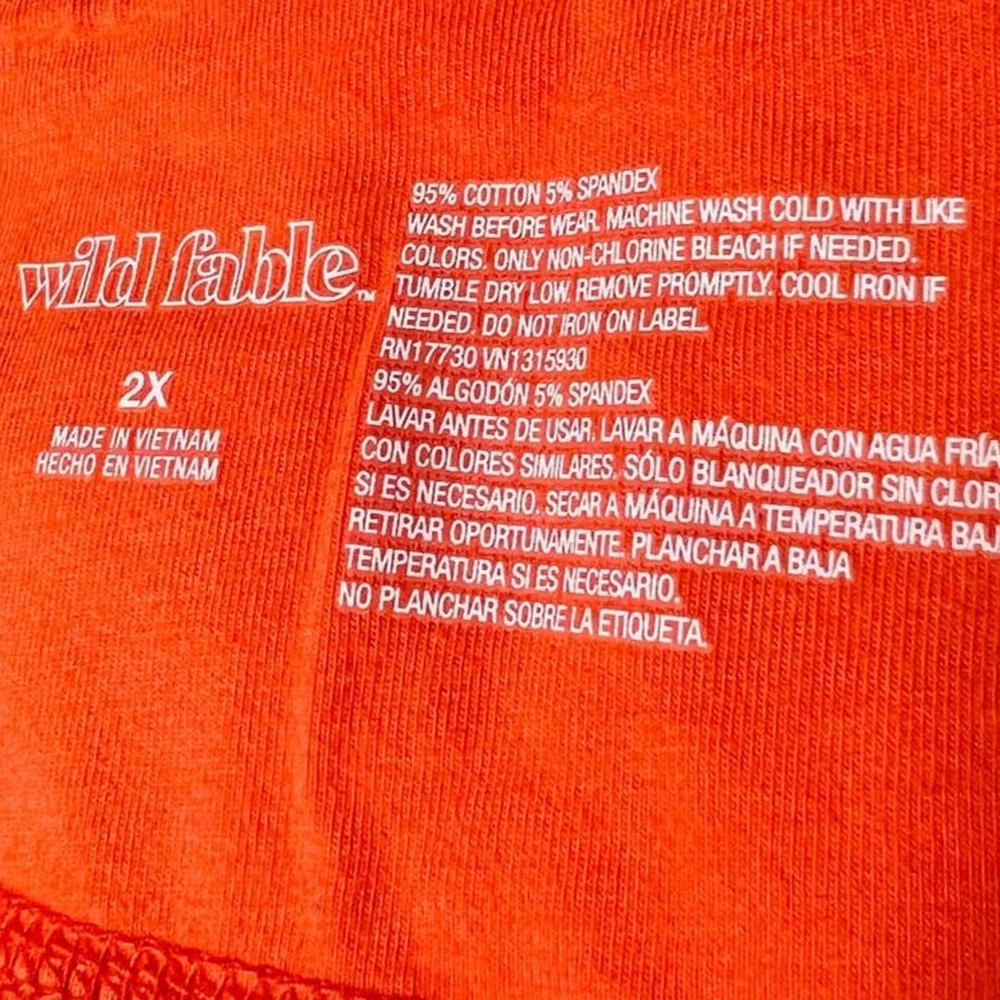 wild fable™
2X
MADE IN VIETNAM
HECHO EN VIETNAM
95% COTTON 5% SPANDEX
WASH BEFORE WEAR. MACHINE WASH COLD WITH LIKE
COLORS. ONLY NON-CHLORINE BLEACH IF NEEDED.
TUMBLE DRY LOW. REMOVE PROMPTLY. COOL IRON IF
NEEDED. DO NOT IRON ON LABEL.
RN17730 VN1315930
95% ALGODÓN 5% SPANDEX
LAVAR ANTES DE USAR. LAVAR A MÁQUINA CON AGUA FRÍA
CON COLORES SIMILARES. SÓLO BLANQUEADOR SIN CLOR
SI ES NECESARIO. SECAR A MÁQUINA A TEMPERATURA BAJ
RETIRAR OPORTUNAMENTE. PLANCHAR A BAJA
TEMPERATURA SI ES NECESARIO.
NO PLANCHAR SOBRE LA ETIQUETA.